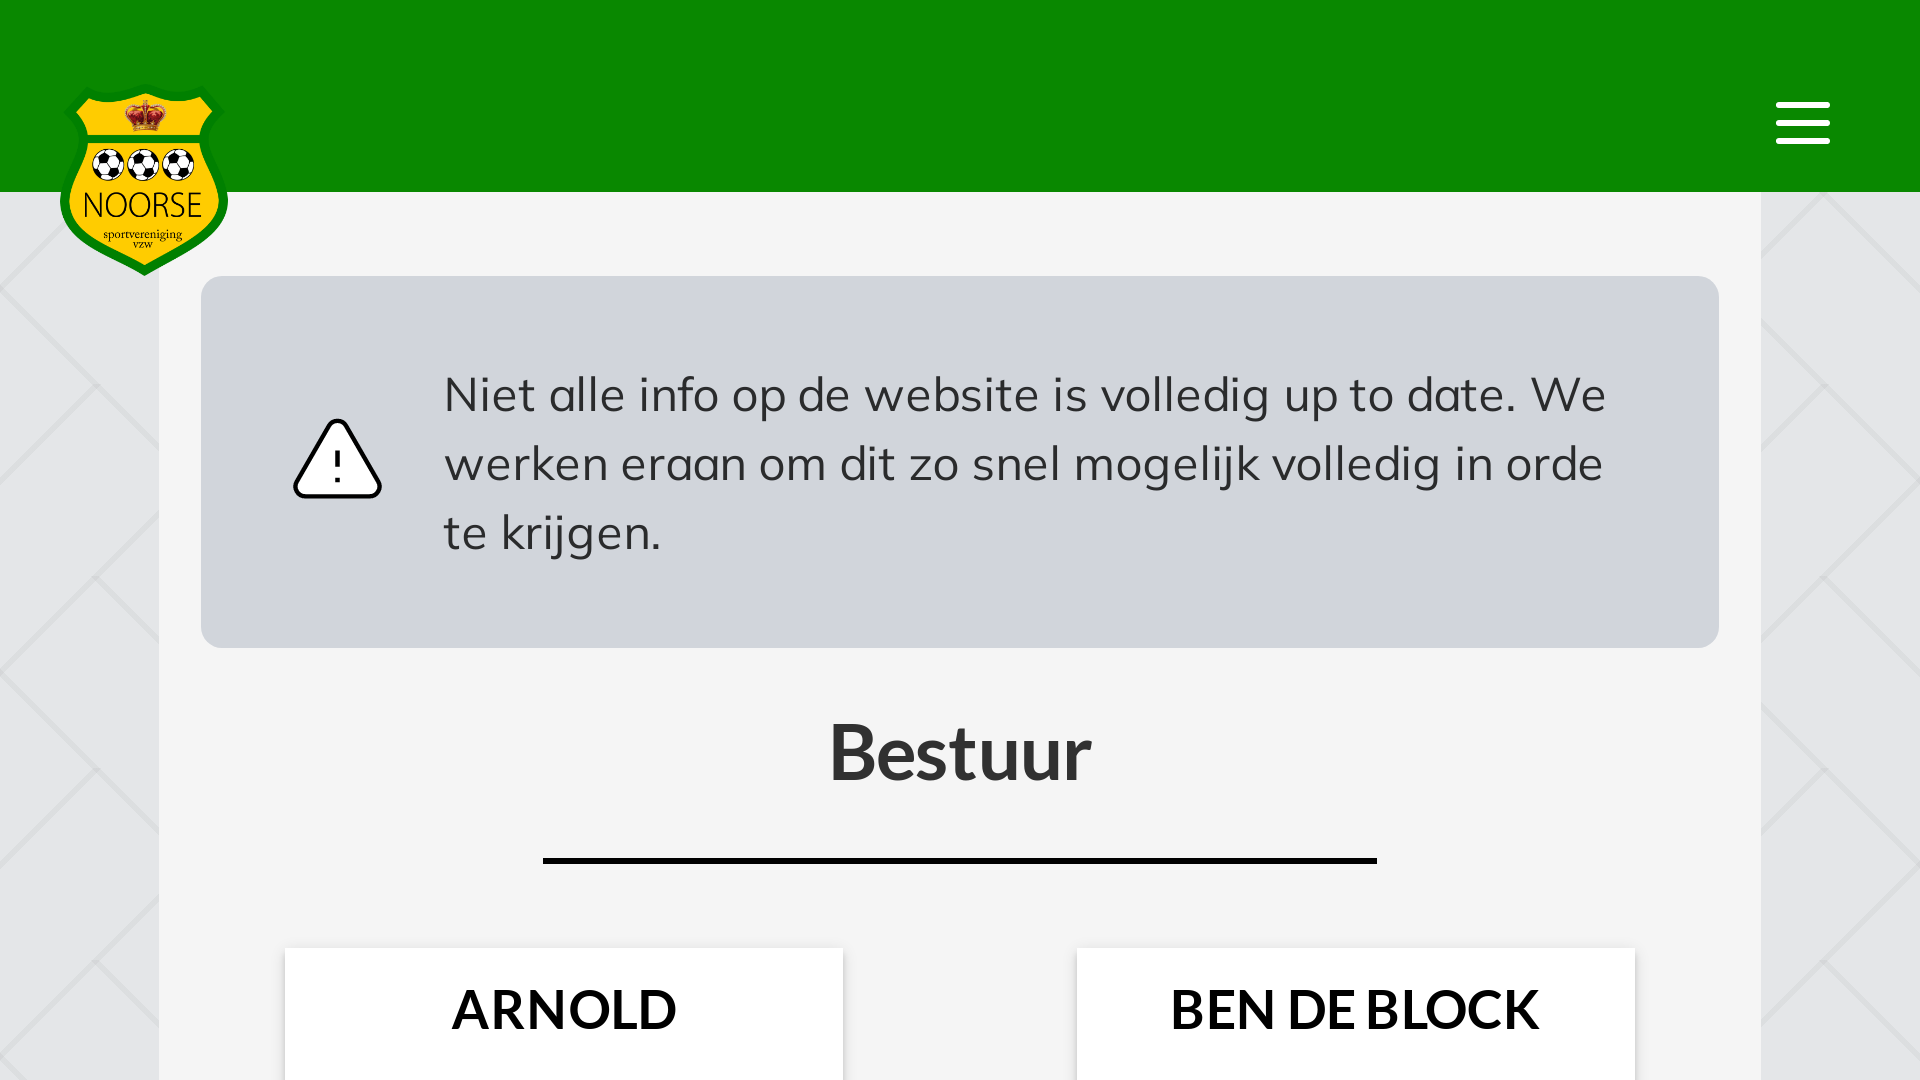 NOORSE
sportvereniging
vzw
Niet alle info op de website is volledig up to date. We
werken eraan om dit zo snel mogelijk volledig in orde
te krijgen.
Bestuur
ARNOLD
BEN DE BLOCK